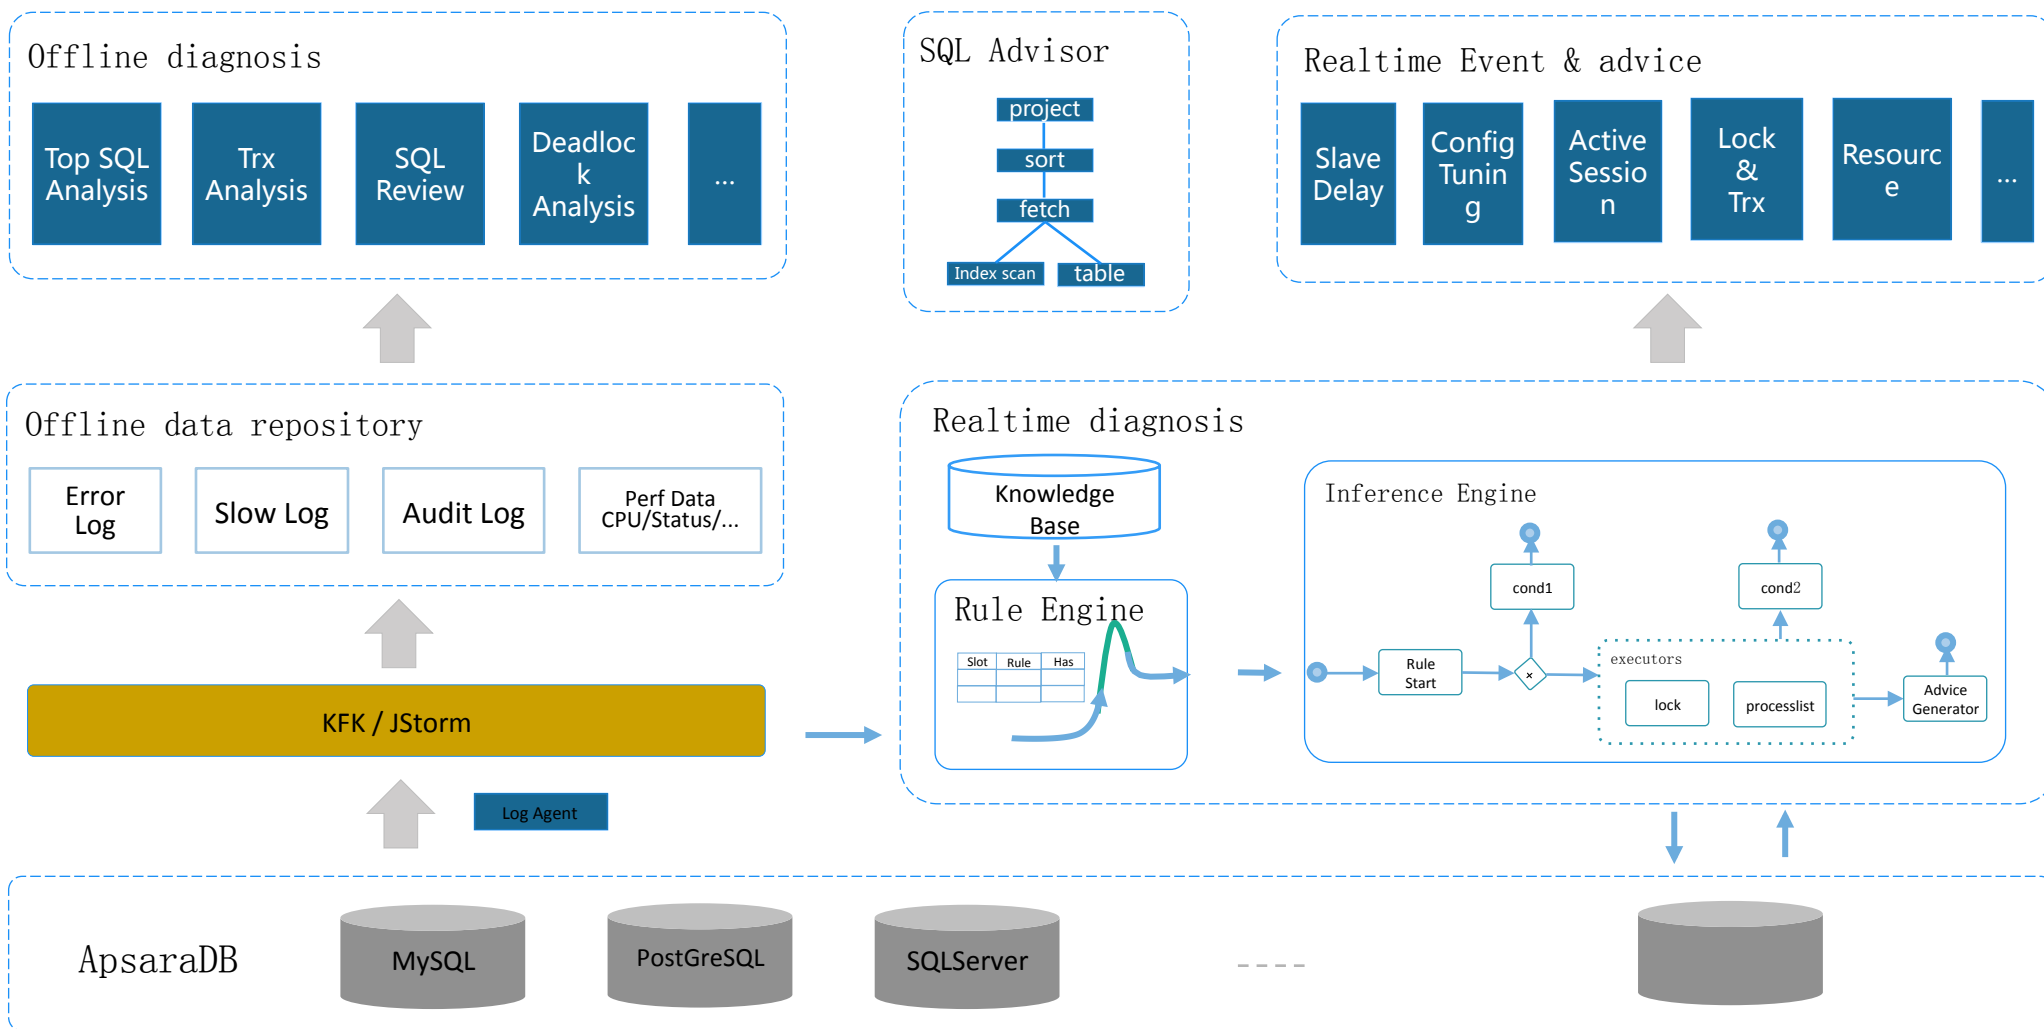 Offline diagnosis
Top SQL
Analysis
Trx
Analysis
SQL
Review
Deadloc
k
Analysis
...
SQL Advisor
project
sort
fetch
Index scan
table
Realtime Event & advice
Slave
Delay
Config
Tunin
g
Active
Sessio
n
Lock
&
Trx
Resourc
e
...
Offline data repository
Error
Log
Slow Log
Audit Log
Perf Data
CPU/Status/...
Realtime diagnosis
Knowledge
Base
Rule Engine
Slot
Rule
Has
Inference Engine
cond1
cond2
Rule
Start
×
executors
lock
processlist
Advice
Generator
KFK / JStorm
Log Agent
ApsaraDB
MySQL
PostGreSQL
SQLServer
----